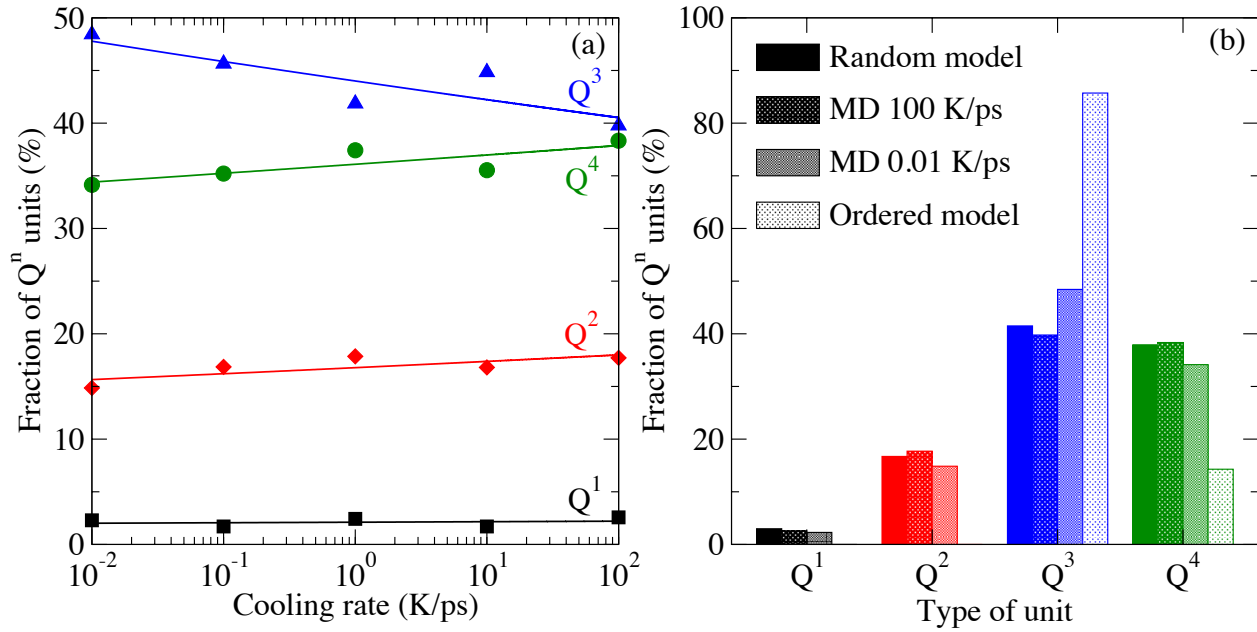 (a)
Fraction of Qⁿ units (%)
50
40
30
20
10
0
Q³
Q⁴
Q²
Q¹
10⁻² 10⁻¹ 10⁰ 10¹ 10²
Cooling rate (K/ps)
(b)
Fraction of Qⁿ units (%)
100
80
60
40
20
0
Random model
MD 100 K/ps
MD 0.01 K/ps
Ordered model
Q¹ Q² Q³ Q⁴
Type of unit